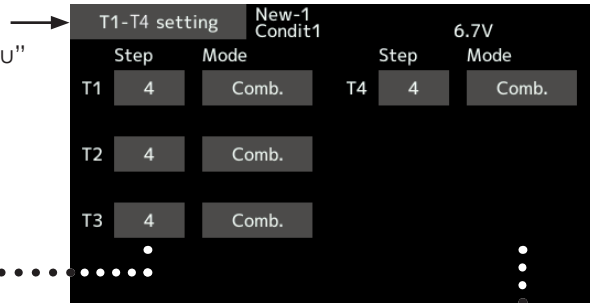 T1-T4 setting New-1
Condit1 6.7V
U"
Step Mode Step Mode
T1 4 Comb. T4 4 Comb.
T2 4 Comb.
T3 4 Comb.